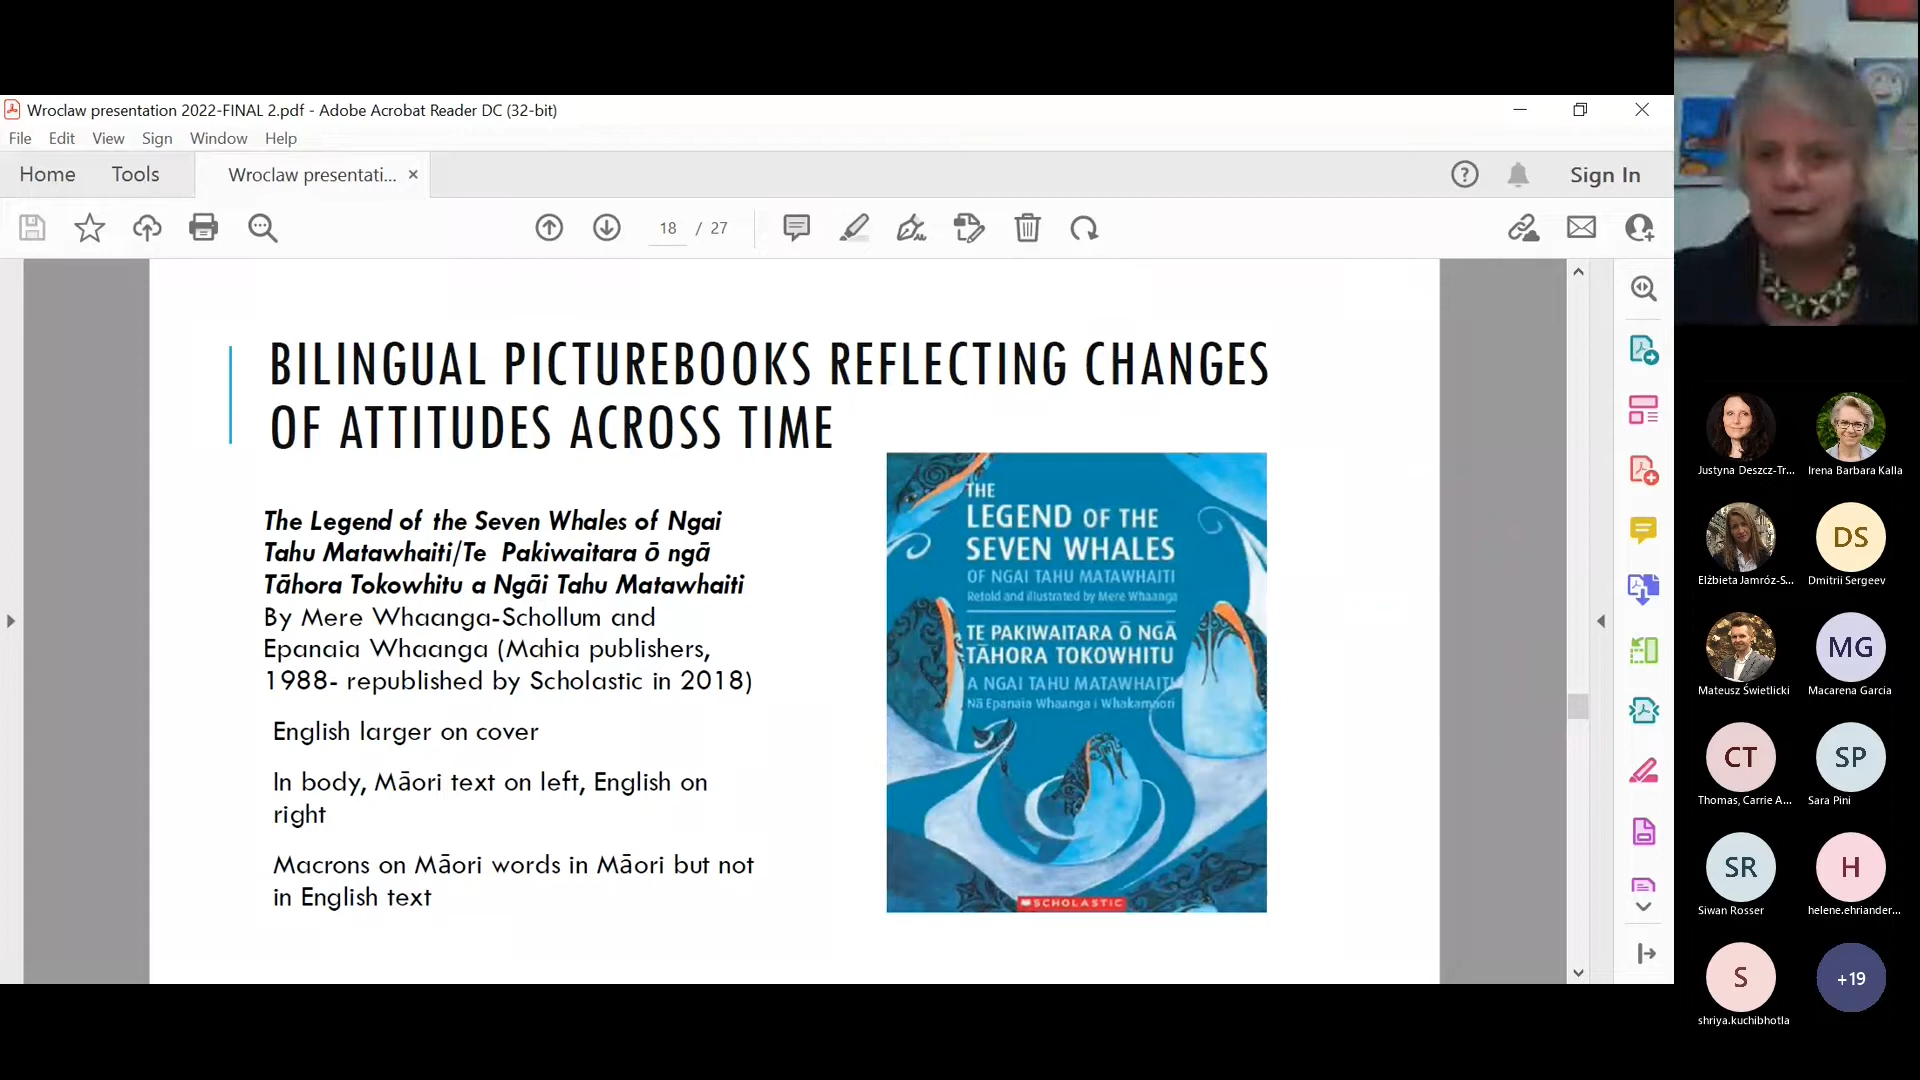 Wroclaw presentation 2022-FINAL 2.pdf - Adobe Acrobat Reader DC (32-bit)
File Edit View Sign Window Help
Home Tools Wroclaw presentati... × Sign In
18 / 27
BILINGUAL PICTUREBOOKS REFLECTING CHANGES
OF ATTITUDES ACROSS TIME
The Legend of the Seven Whales of Ngai
Tahu Matawhaiti/Te Pakiwaitara ō ngā
Tāhora Tokowhitu a Ngāi Tahu Matawhaiti
By Mere Whaanga-Schollum and
Epanaia Whaanga (Mahia publishers,
1988- republished by Scholastic in 2018)
English larger on cover
In body, Māori text on left, English on
right
Macrons on Māori words in Māori but not
in English text
THE
LEGEND OF THE
SEVEN WHALES
OF NGAI TAHU MATAWHAITI
Retold and illustrated by Mere Whaanga
TE PAKIWAITARA Ō NGĀ
TĀHORA TOKOWHITU
A NGAI TAHU MATAWHAITI
Nā Epanaia Whaanga i Whakamaori
SCHOLASTIC
Justyna Deszcz-Tr... Irena Barbara Kalla
DS
Elżbieta Jamróz-S... Dmitrii Sergeev
MG
Mateusz Świetlicki Macarena Garcia
CT SP
Thomas, Carrie A... Sara Pini
SR H
Siwan Rosser helene.ehriander...
S +19
shriya.kuchibhotla